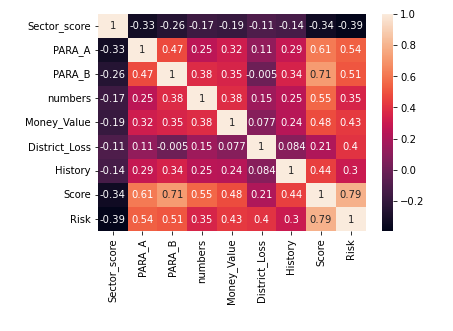 Sector_score 1 -0.33 -0.26 -0.17 -0.19 -0.11 -0.14 -0.34 -0.39
PARA_A -0.33 1 0.47 0.25 0.32 0.11 0.29 0.61 0.54
PARA_B -0.26 0.47 1 0.38 0.35 -0.005 0.34 0.71 0.51
numbers -0.17 0.25 0.38 1 0.38 0.15 0.25 0.55 0.35
Money_Value -0.19 0.32 0.35 0.38 1 0.077 0.24 0.48 0.43
District_Loss -0.11 0.11 -0.005 0.15 0.077 1 0.084 0.21 0.4
History -0.14 0.29 0.34 0.25 0.24 0.084 1 0.44 0.3
Score -0.34 0.61 0.71 0.55 0.48 0.21 0.44 1 0.79
Risk -0.39 0.54 0.51 0.35 0.43 0.4 0.3 0.79 1
Sector_score
PARA_A
PARA_B
numbers
Money_Value
District_Loss
History
Score
Risk
1.0
0.8
0.6
0.4
0.2
0.0
-0.2